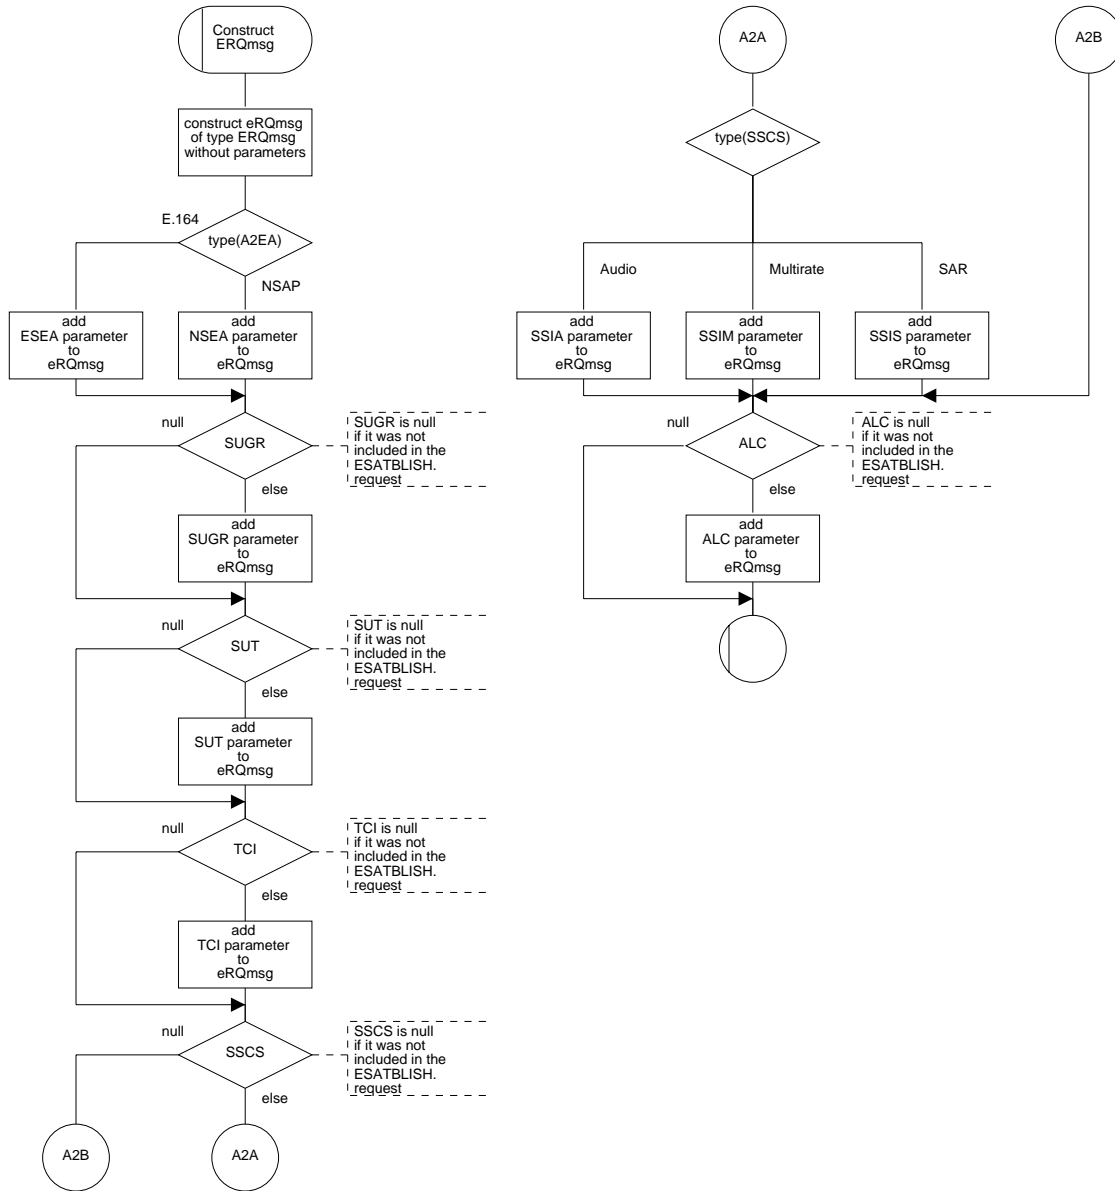 Construct
ERQmsg
construct eRQmsg
of type ERQmsg
without parameters
E.164
type(A2EA)
NSAP
add
ESEA parameter
to
eRQmsg
add
NSEA parameter
to
eRQmsg
null
SUGR
SUGR is null
if it was not
included in the
ESATBLISH.
request
else
add
SUGR parameter
to
eRQmsg
null
SUT
SUT is null
if it was not
included in the
ESATBLISH.
request
else
add
SUT parameter
to
eRQmsg
null
TCI
TCI is null
if it was not
included in the
ESATBLISH.
request
else
add
TCI parameter
to
eRQmsg
null
SSCS
SSCS is null
if it was not
included in the
ESATBLISH.
request
else
A2B
A2A
A2A
A2B
type(SSCS)
Audio
Multirate
SAR
add
SSIA parameter
to
eRQmsg
add
SSIM parameter
to
eRQmsg
add
SSIS parameter
to
eRQmsg
null
ALC
ALC is null
if it was not
included in the
ESATBLISH.
request
else
add
ALC parameter
to
eRQmsg